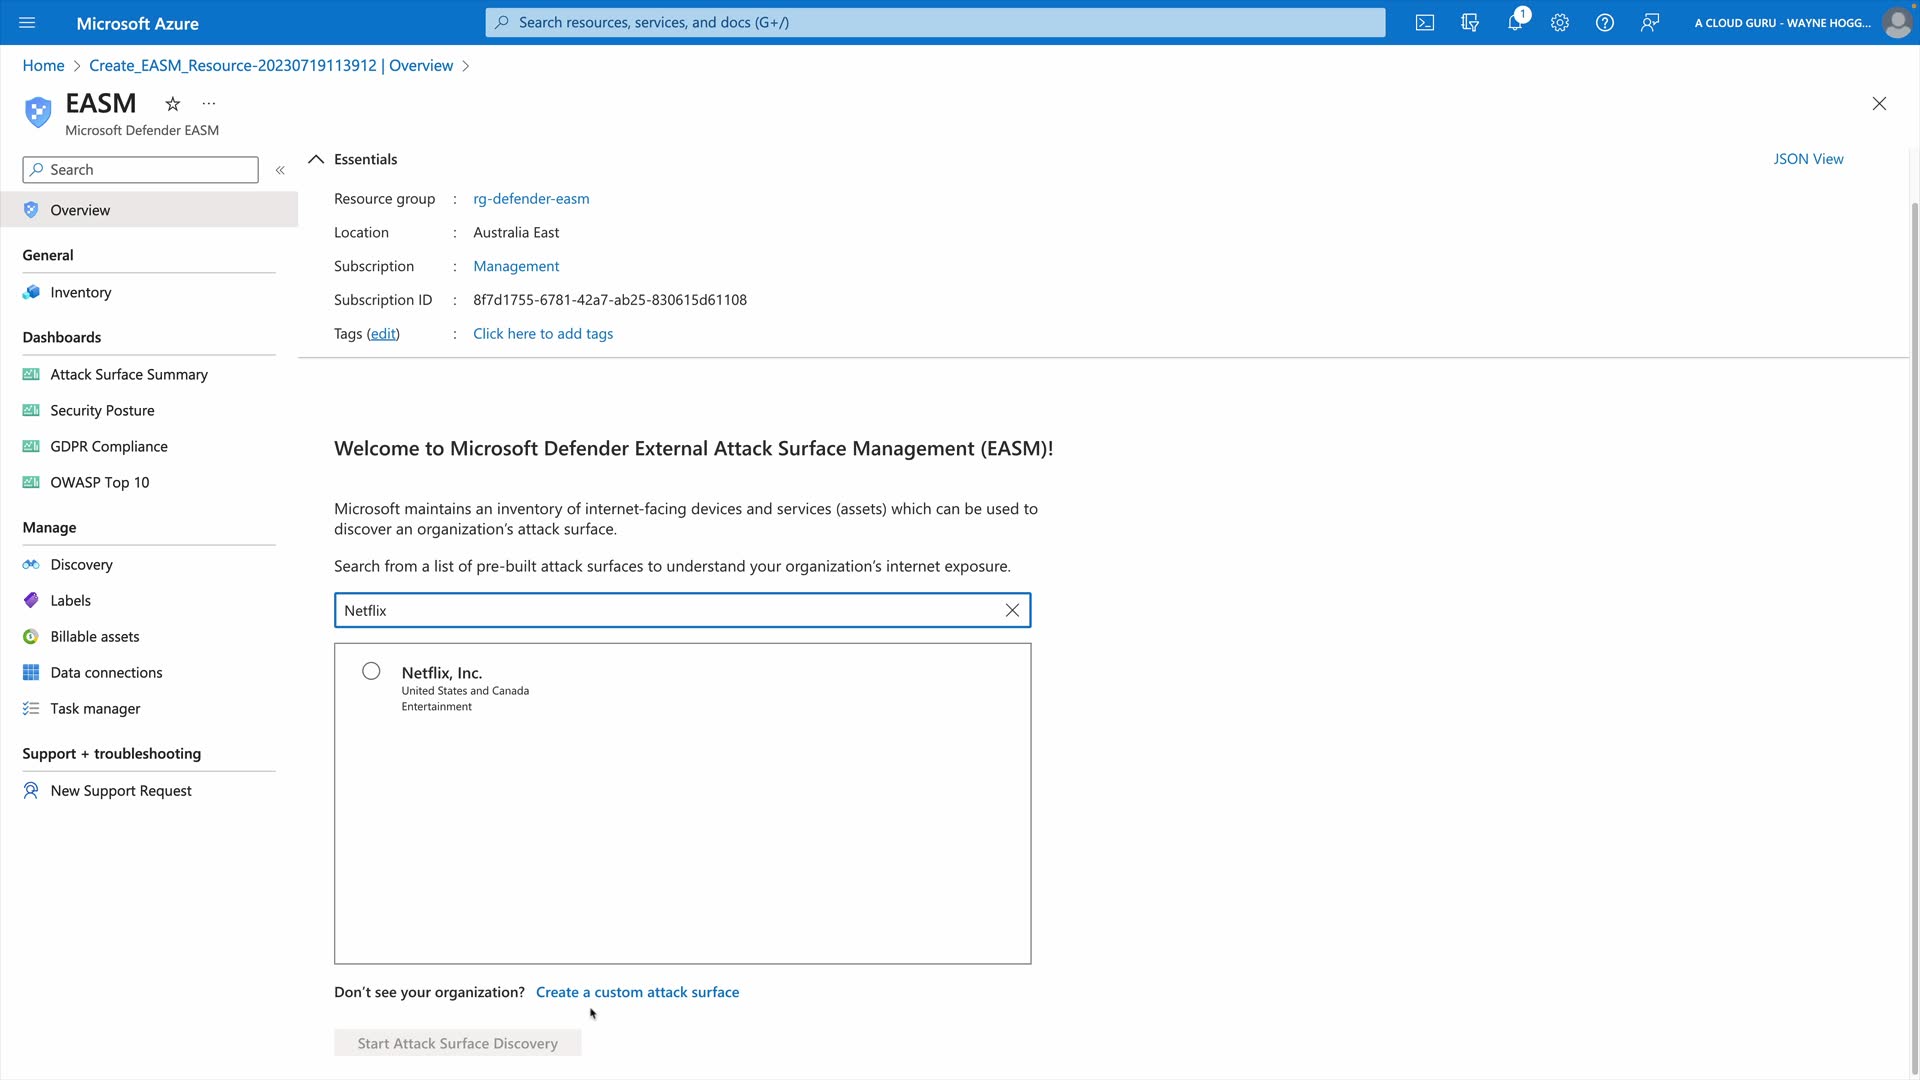 Microsoft Azure
Search resources, services, and docs (G+/)
1
A CLOUD GURU - WAYNE HOGG...
Home > Create_EASM_Resource-20230719113912 | Overview >
EASM
Microsoft Defender EASM
Search
Overview
General
Inventory
Dashboards
Attack Surface Summary
Security Posture
GDPR Compliance
OWASP Top 10
Manage
Discovery
Labels
Billable assets
Data connections
Task manager
Support + troubleshooting
New Support Request
Essentials
JSON View
Resource group : rg-defender-easm
Location : Australia East
Subscription : Management
Subscription ID : 8f7d1755-6781-42a7-ab25-830615d61108
Tags (edit) : Click here to add tags
Welcome to Microsoft Defender External Attack Surface Management (EASM)!
Microsoft maintains an inventory of internet-facing devices and services (assets) which can be used to
discover an organization's attack surface.
Search from a list of pre-built attack surfaces to understand your organization's internet exposure.
Netflix
Netflix, Inc.
United States and Canada
Entertainment
Don't see your organization? Create a custom attack surface
Start Attack Surface Discovery